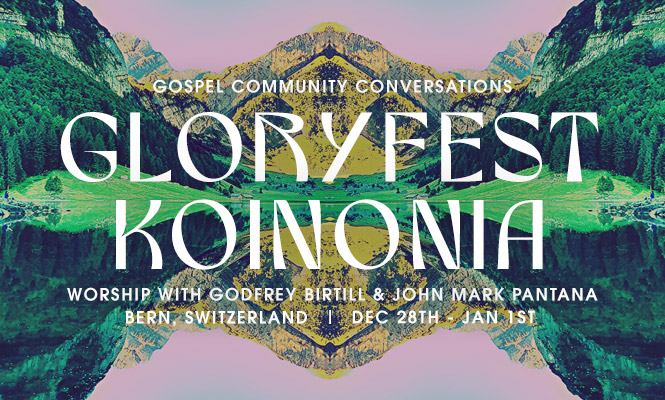 GOSPEL COMMUNITY CONVERSATIONS
GLORYFEST
KOINONIA
WORSHIP WITH GODFREY BIRTILL & JOHN MARK PANTANA
BERN, SWITZERLAND | DEC 28TH - JAN 1ST